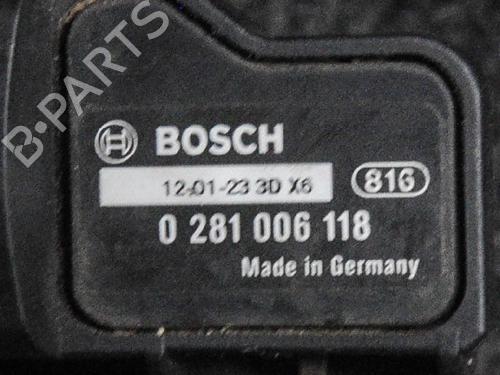 B·PARTS
BOSCH
12-01-23 3D X6
816
0 281 006 118
Made in Germany